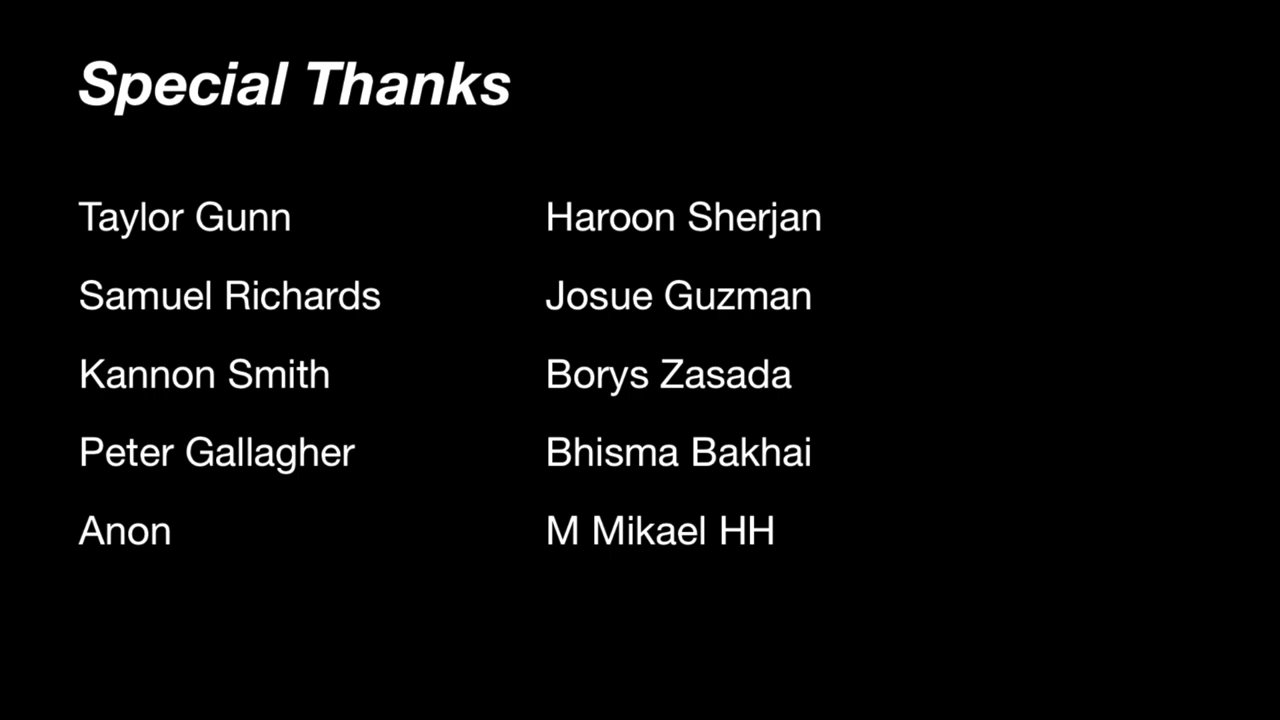 Special Thanks
Taylor Gunn
Samuel Richards
Kannon Smith
Peter Gallagher
Anon
Haroon Sherjan
Josue Guzman
Borys Zasada
Bhisma Bakhai
M Mikael HH